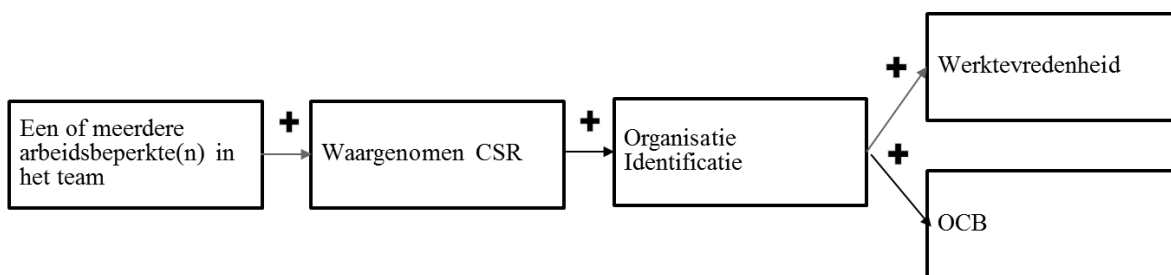 Een of meerdere
arbeidsbeperkte(n) in
het team
+
Waargenomen CSR
+
Organisatie
Identificatie
+
Werktevredenheid
+
OCB